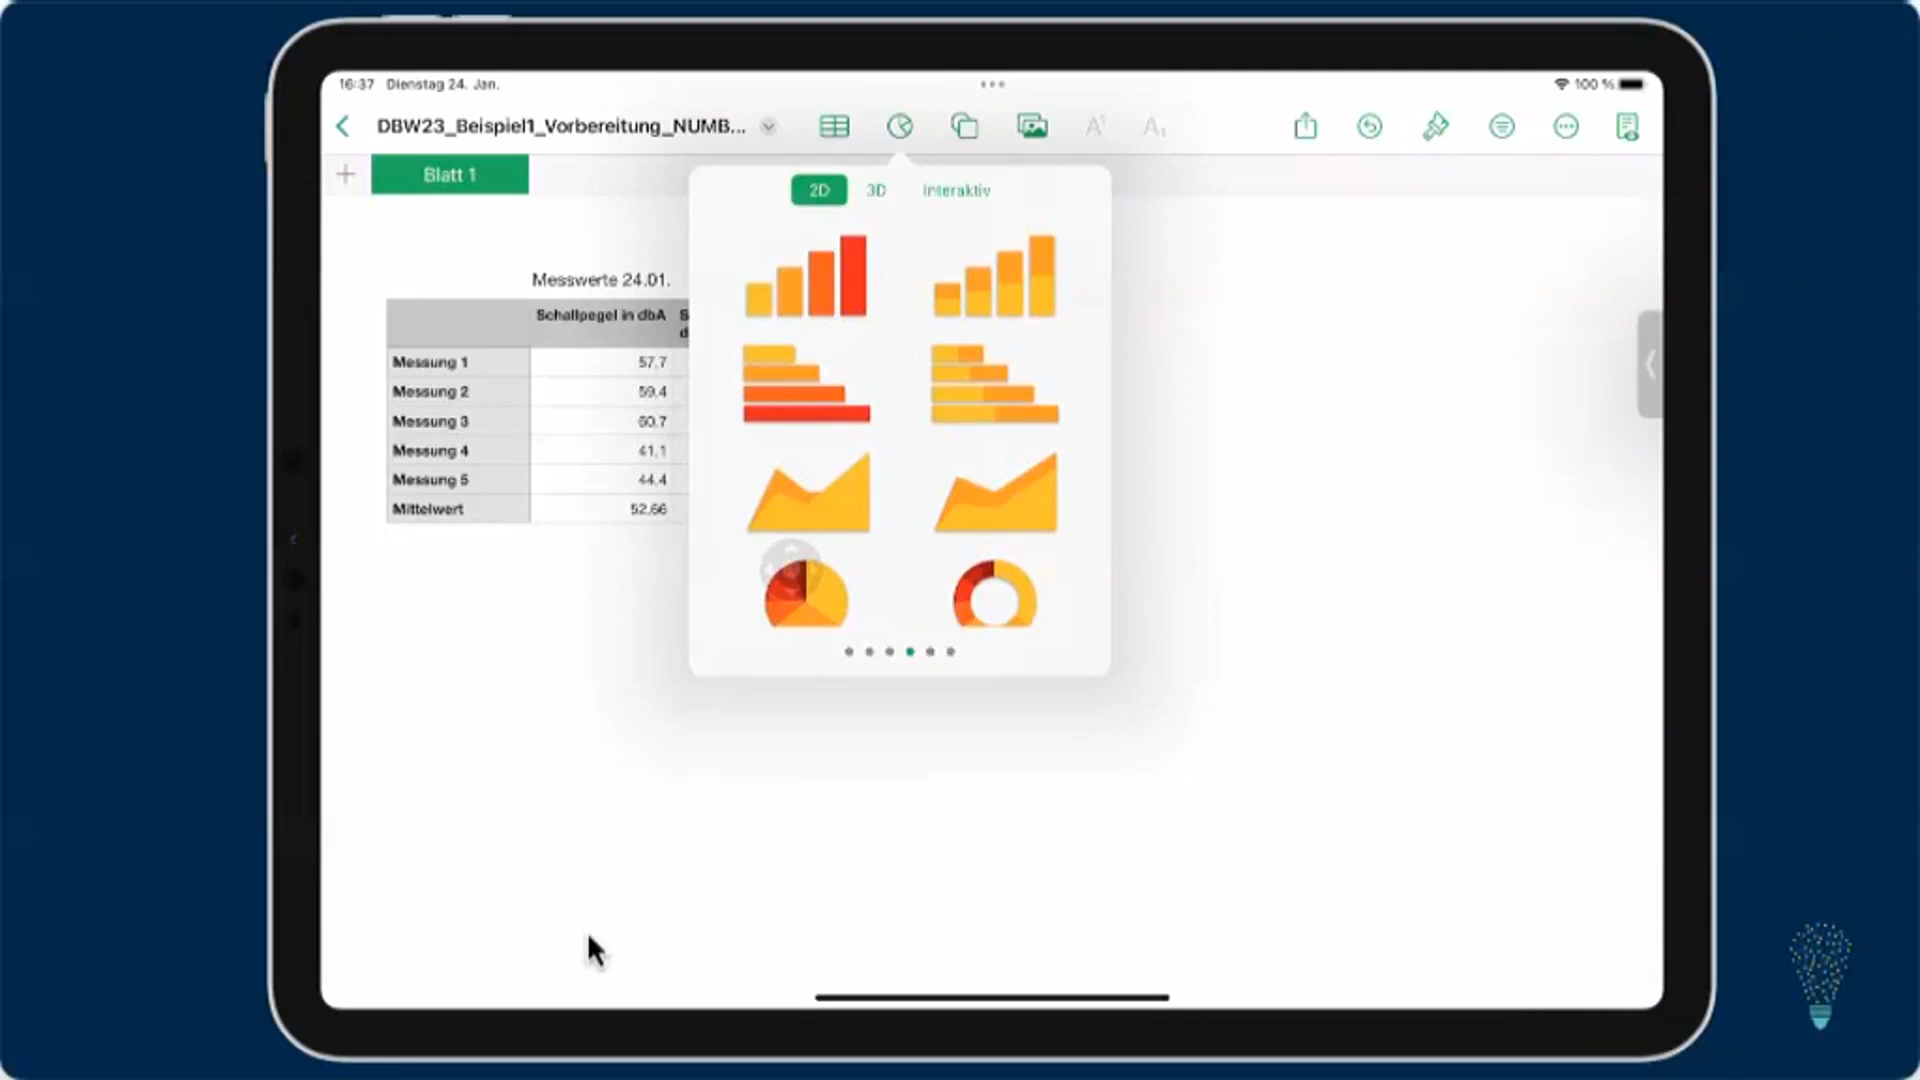 16:37 Dienstag 24. Jan.
100 %
DBW23_Beispiel1_Vorbereitung_NUMB...
Blatt 1
2D 3D Interaktiv
Messwerte 24.01.
Schallpegel in dbA S
d
Messung 1 57,7
Messung 2 59,4
Messung 3 60,7
Messung 4 41,1
Messung 5 44,4
Mittelwert 52,66